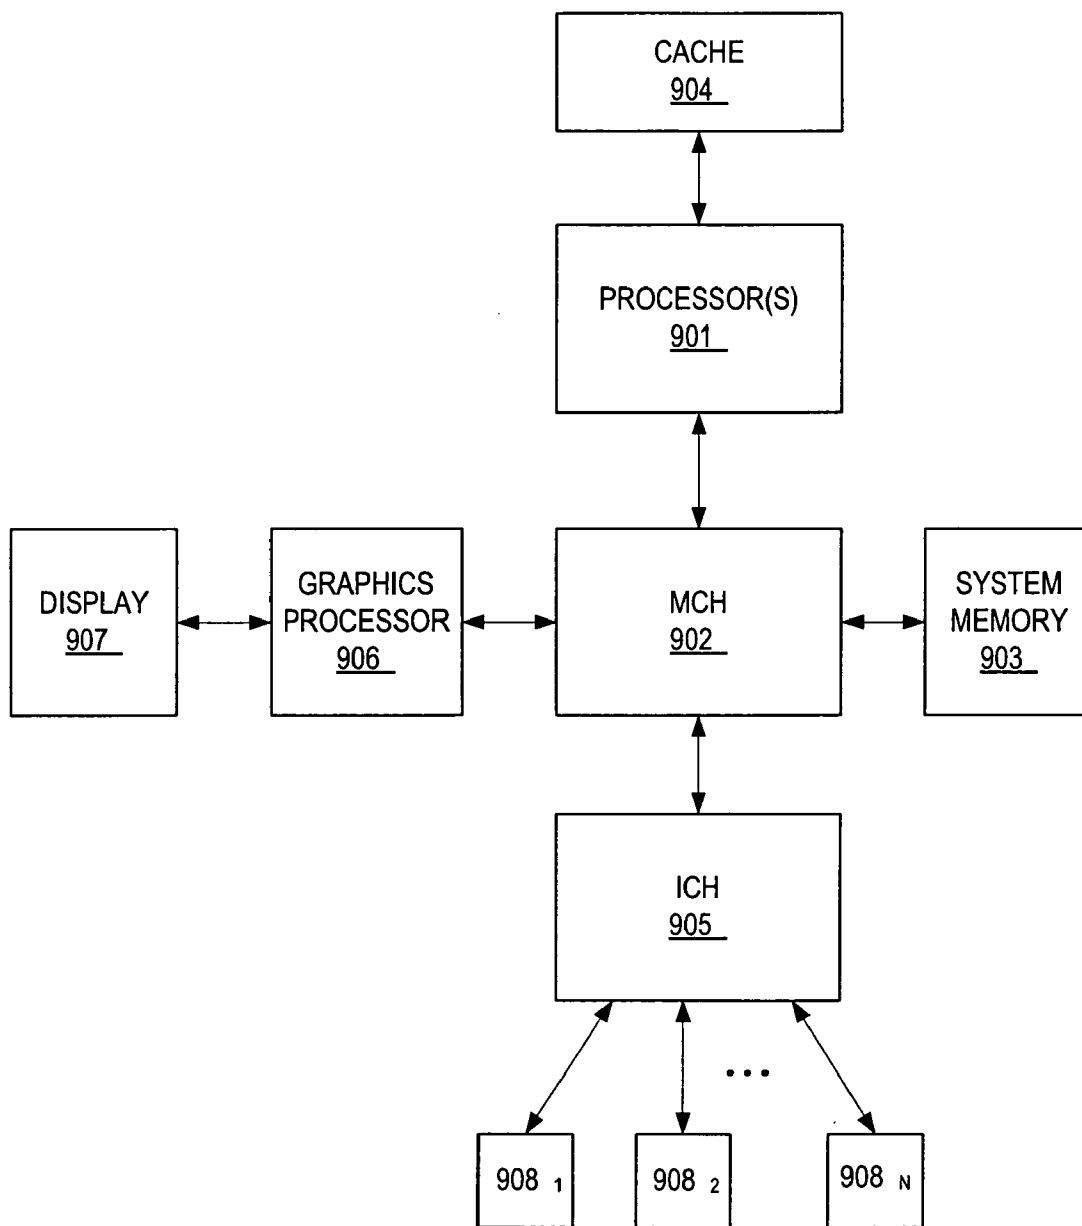 CACHE
904
PROCESSOR(S)
901
DISPLAY
907
GRAPHICS
PROCESSOR
906
MCH
902
SYSTEM
MEMORY
903
ICH
905
...
908 1
908 2
908 N